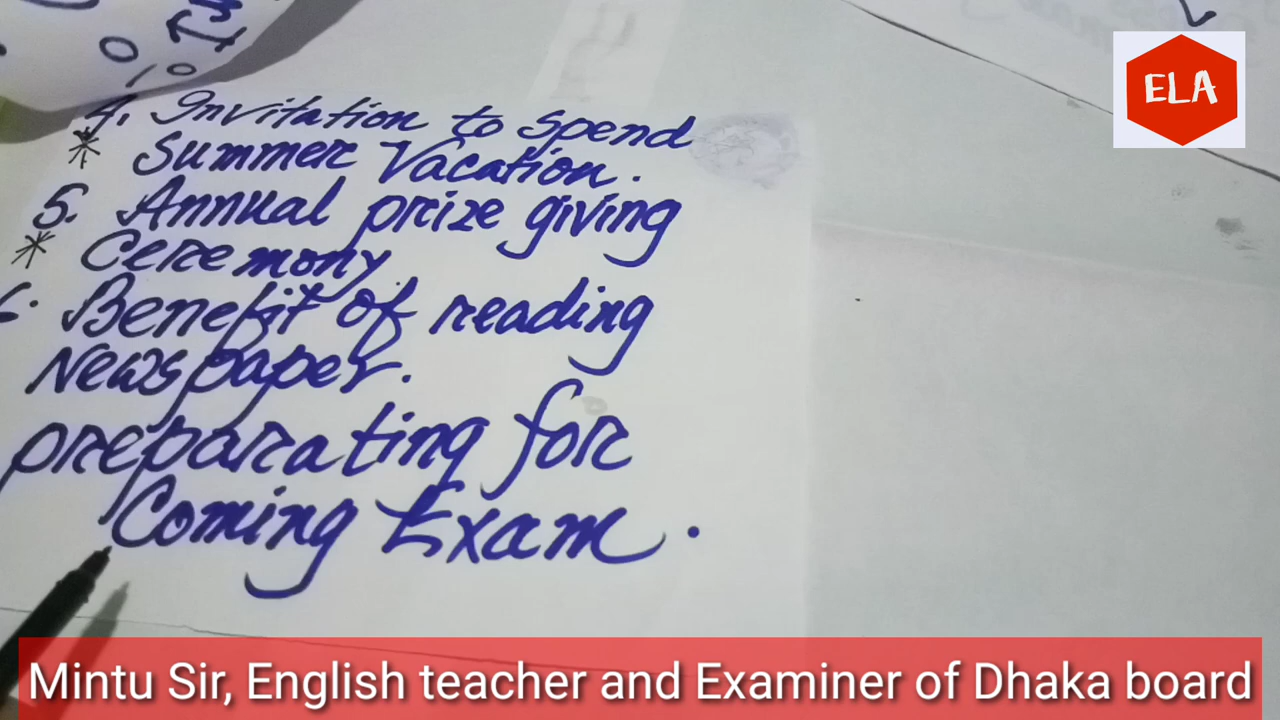 ELA
4. Invitation to spend
* Summer Vacation.
5. Annual prize giving
* Ceremony
6. Benefit of reading
Newspaper.
preparating for
Coming Exam.
Mintu Sir, English teacher and Examiner of Dhaka board